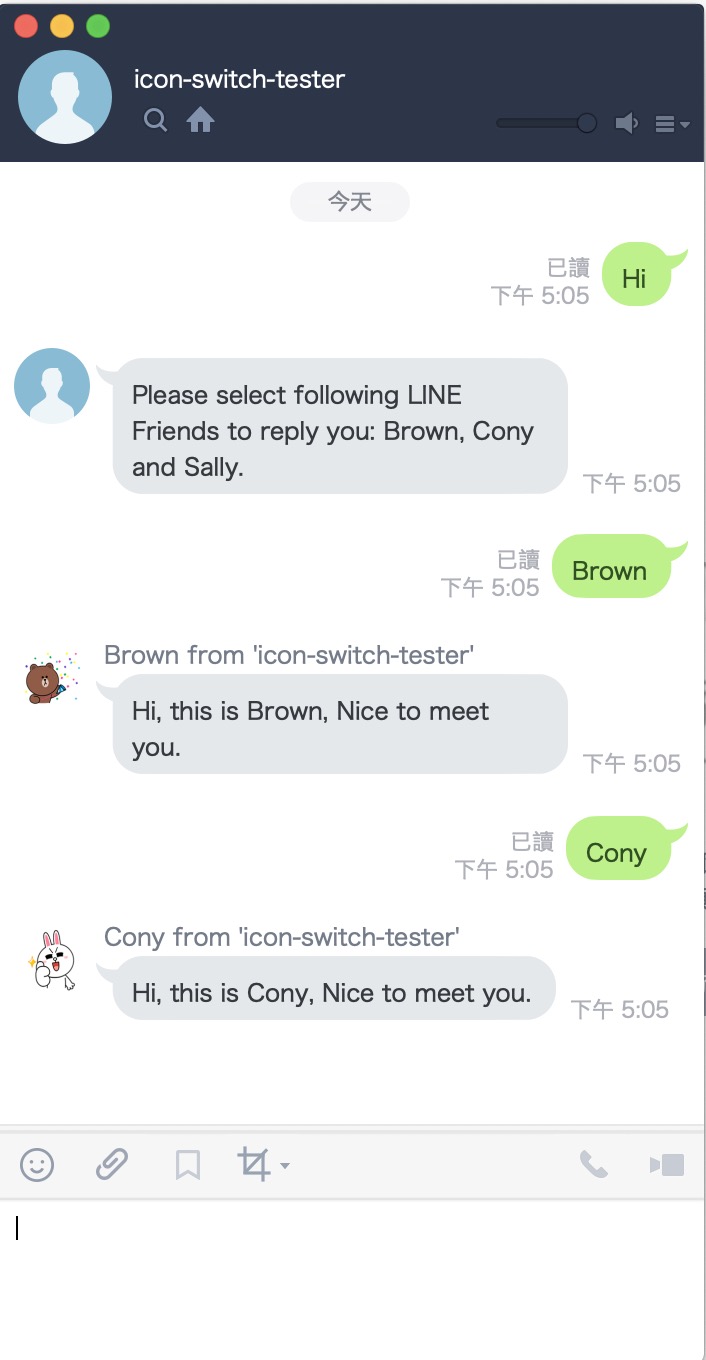 icon-switch-tester
今天
已讀
下午 5:05
Hi
Please select following LINE
Friends to reply you: Brown, Cony
and Sally.
下午 5:05
已讀
下午 5:05
Brown
Brown from 'icon-switch-tester'
Hi, this is Brown, Nice to meet
you.
下午 5:05
已讀
下午 5:05
Cony
Cony from 'icon-switch-tester'
Hi, this is Cony, Nice to meet you.
下午 5:05